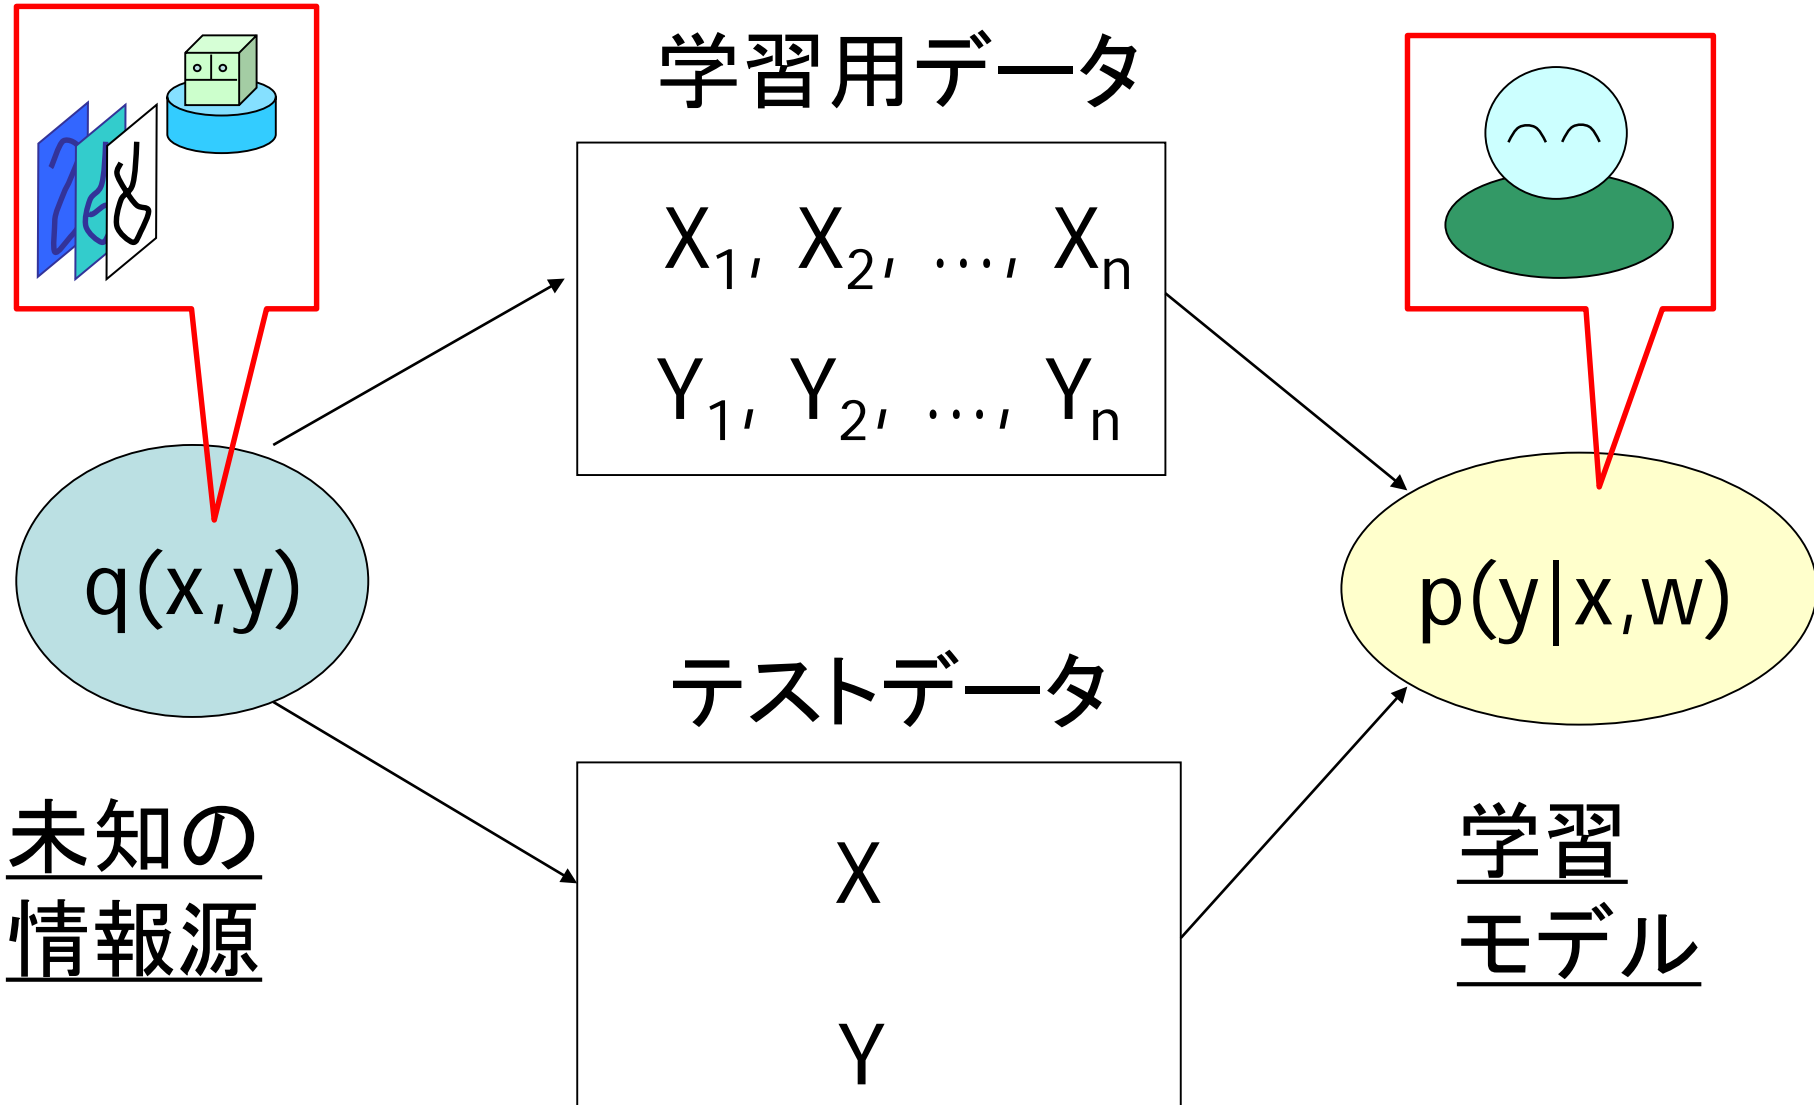 学習用データ
X₁, X₂, …, Xₙ
Y₁, Y₂, …, Yₙ
q(x,y)
p(y|x,w)
テストデータ
X
Y
未知の
情報源
学習
モデル